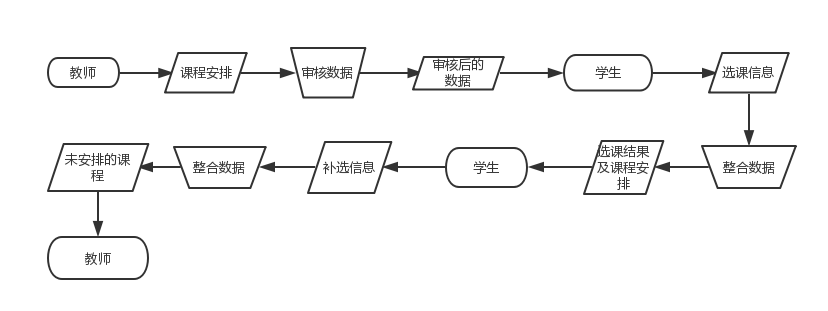 教师
课程安排
审核数据
审核后的
数据
学生
选课信息
整合数据
选课结果
及课程安
排
学生
补选信息
整合数据
未安排的课
程
教师